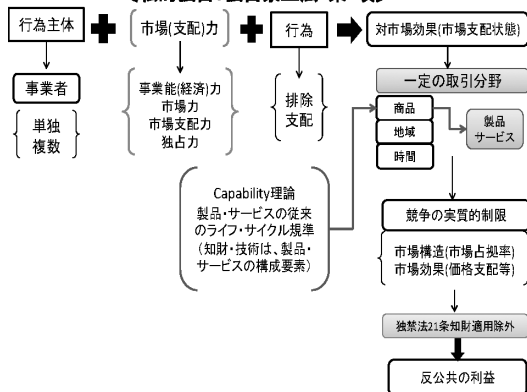 行為主体
市場(支配)力
行為
対市場効果(市場支配状態)
事業者
単独
複数
事業能(経済)力
市場力
市場支配力
独占力
排除
支配
一定の取引分野
商品
地域
時間
製品
サービス
Capability理論
製品・サービスの従来
のライフ・サイクル規準
(知財・技術は、製品・
サービスの構成要素)
競争の実質的制限
市場構造(市場占拠率)
市場効果(価格支配等)
独禁法21条知財適用除外
反公共の利益